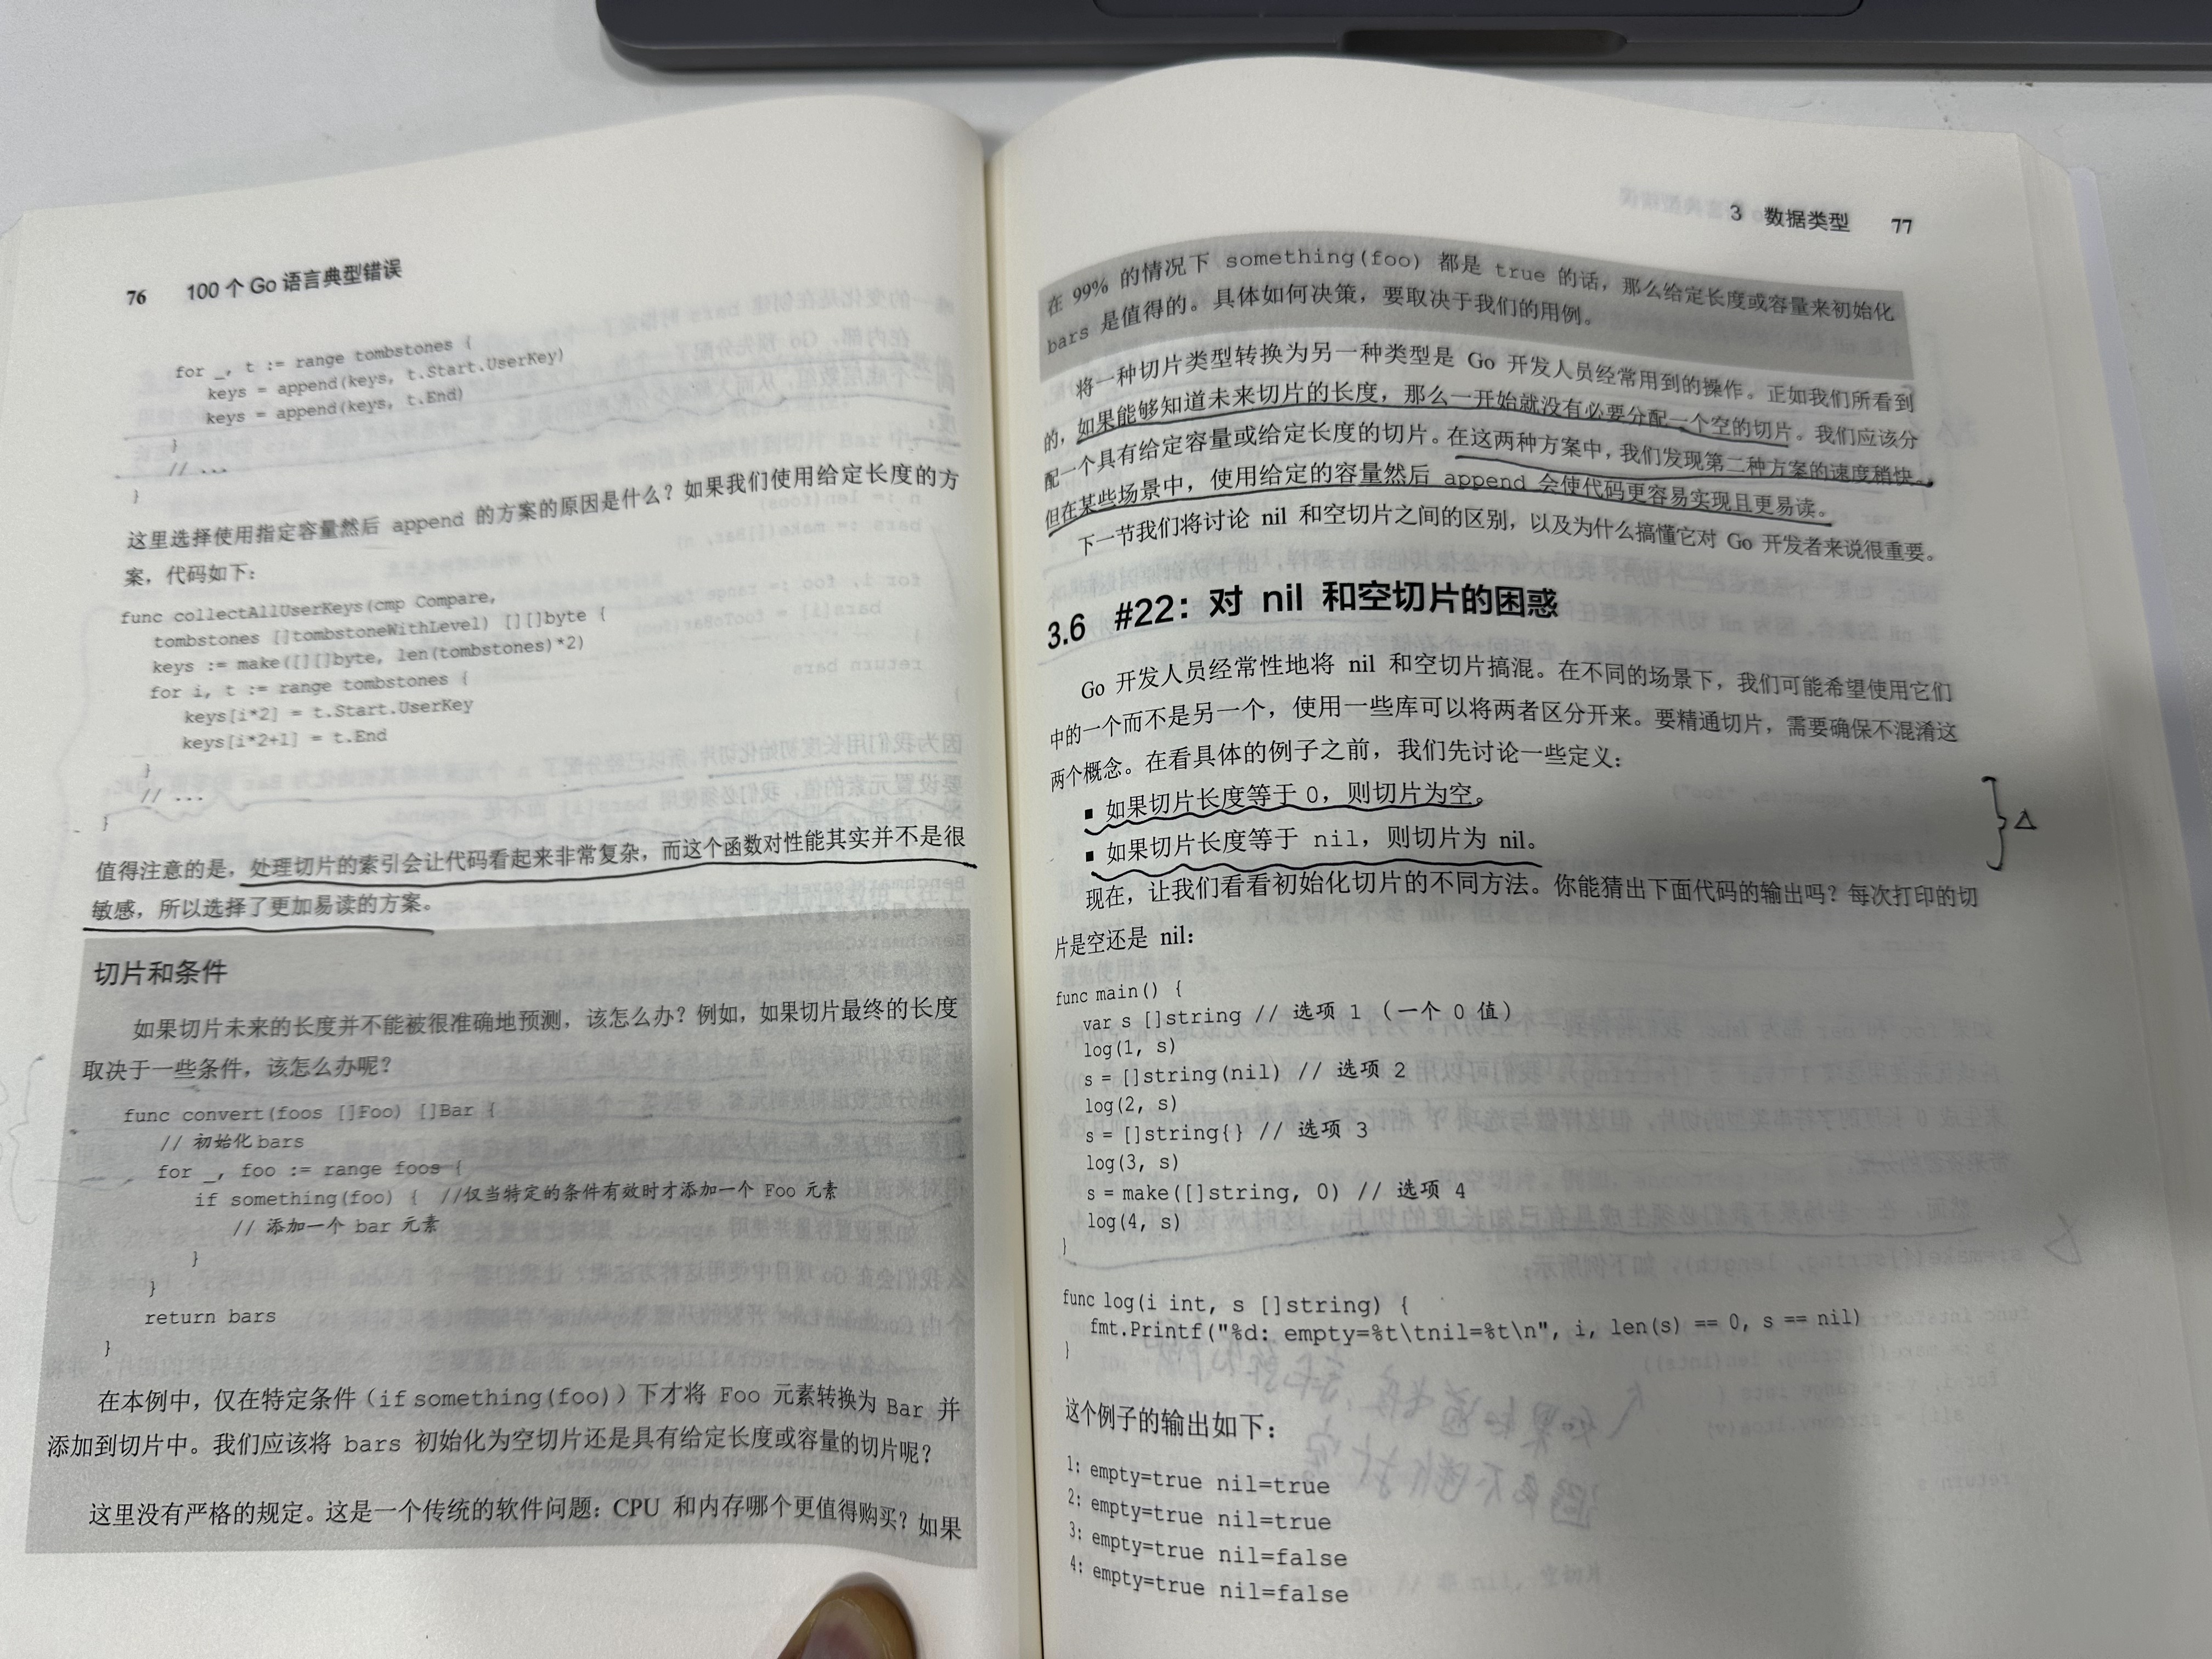 76 100 个 Go 语言典型错误
for _, t := range tombstones {
keys = append(keys, t.Start.UserKey)
keys = append(keys, t.End)
}
// ...
}
这里选择使用指定容量然后 append 的方案的原因是什么？如果我们使用给定长度的方
案，代码如下：
func collectAllUserKeys(cmp Compare,
tombstones []tombstoneWithLevel) [][]byte {
keys := make([][]byte, len(tombstones)*2)
for i, t := range tombstones {
keys[i*2] = t.Start.UserKey
keys[i*2+1] = t.End
}
// ...
}
值得注意的是，处理切片的索引会让代码看起来非常复杂，而这个函数对性能其实并不是很
敏感，所以选择了更加易读的方案。
切片和条件
如果切片未来的长度并不能被很准确地预测，该怎么办？例如，如果切片最终的长度
取决于一些条件，该怎么办呢？
func convert(foos []Foo) []Bar {
// 初始化 bars
for _, foo := range foos {
if something(foo) { //仅当特定的条件有效时才添加一个 Foo 元素
// 添加一个 bar 元素
}
}
return bars
}
在本例中，仅在特定条件（if something(foo)）下才将 Foo 元素转换为 Bar 并
添加到切片中。我们应该将 bars 初始化为空切片还是具有给定长度或容量的切片呢？
这里没有严格的规定。这是一个传统的软件问题：CPU 和内存哪个更值得购买？如果
3 数据类型 77
在 99% 的情况下 something(foo) 都是 true 的话，那么给定长度或容量来初始化
bars 是值得的。具体如何决策，要取决于我们的用例。
将一种切片类型转换为另一种类型是 Go 开发人员经常用到的操作。正如我们所看到
的，如果能够知道未来切片的长度，那么一开始就没有必要分配一个空的切片。我们应该分
配一个具有给定容量或给定长度的切片。在这两种方案中，我们发现第二种方案的速度稍快。
但在某些场景中，使用给定的容量然后 append 会使代码更容易实现且更易读。
下一节我们将讨论 nil 和空切片之间的区别，以及为什么搞懂它对 Go 开发者来说很重要。
3.6 #22：对 nil 和空切片的困惑
Go 开发人员经常性地将 nil 和空切片搞混。在不同的场景下，我们可能希望使用它们
中的一个而不是另一个，使用一些库可以将两者区分开来。要精通切片，需要确保不混淆这
两个概念。在看具体的例子之前，我们先讨论一些定义：
▪ 如果切片长度等于 0，则切片为空。
▪ 如果切片长度等于 nil，则切片为 nil。
现在，让我们看看初始化切片的不同方法。你能猜出下面代码的输出吗？每次打印的切
片是空还是 nil：
func main() {
var s []string // 选项 1 （一个 0 值）
log(1, s)
s = []string(nil) // 选项 2
log(2, s)
s = []string{} // 选项 3
log(3, s)
s = make([]string, 0) // 选项 4
log(4, s)
}
func log(i int, s []string) {
fmt.Printf("%d: empty=%t\tnil=%t\n", i, len(s) == 0, s == nil)
}
这个例子的输出如下：
1: empty=true nil=true
2: empty=true nil=true
3: empty=true nil=false
4: empty=true nil=false